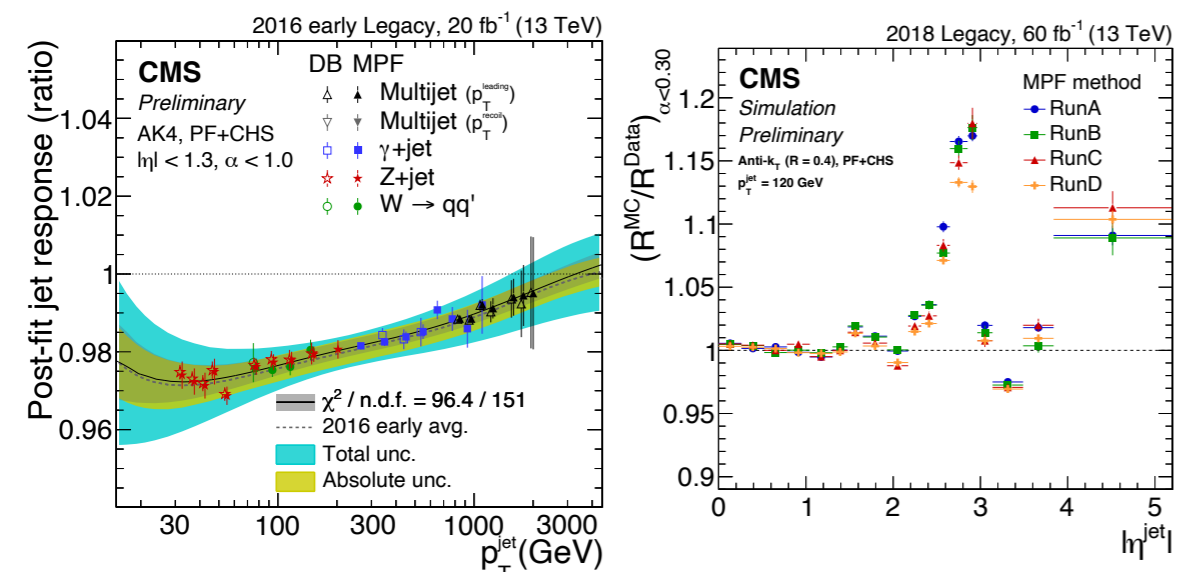 2016 early Legacy, 20 fb⁻¹ (13 TeV)
Post-fit jet response (ratio)
CMS
Preliminary
AK4, PF+CHS
|η| < 1.3, α < 1.0
DB MPF
Multijet (p_T^leading)
Multijet (p_T^recoil)
γ+jet
Z+jet
W → qq'
χ² / n.d.f. = 96.4 / 151
2016 early avg.
Total unc.
Absolute unc.
1.04
1.02
1
0.98
0.96
30 100 300 1000 3000
p_T^jet (GeV)
2018 Legacy, 60 fb⁻¹ (13 TeV)
(R^MC/R^Data)_α<0.30
CMS
Simulation
Preliminary
Anti-k_T (R = 0.4), PF+CHS
p_T^jet = 120 GeV
MPF method
RunA
RunB
RunC
RunD
1.2
1.15
1.1
1.05
1
0.95
0.9
0 1 2 3 4 5
|η^jet|